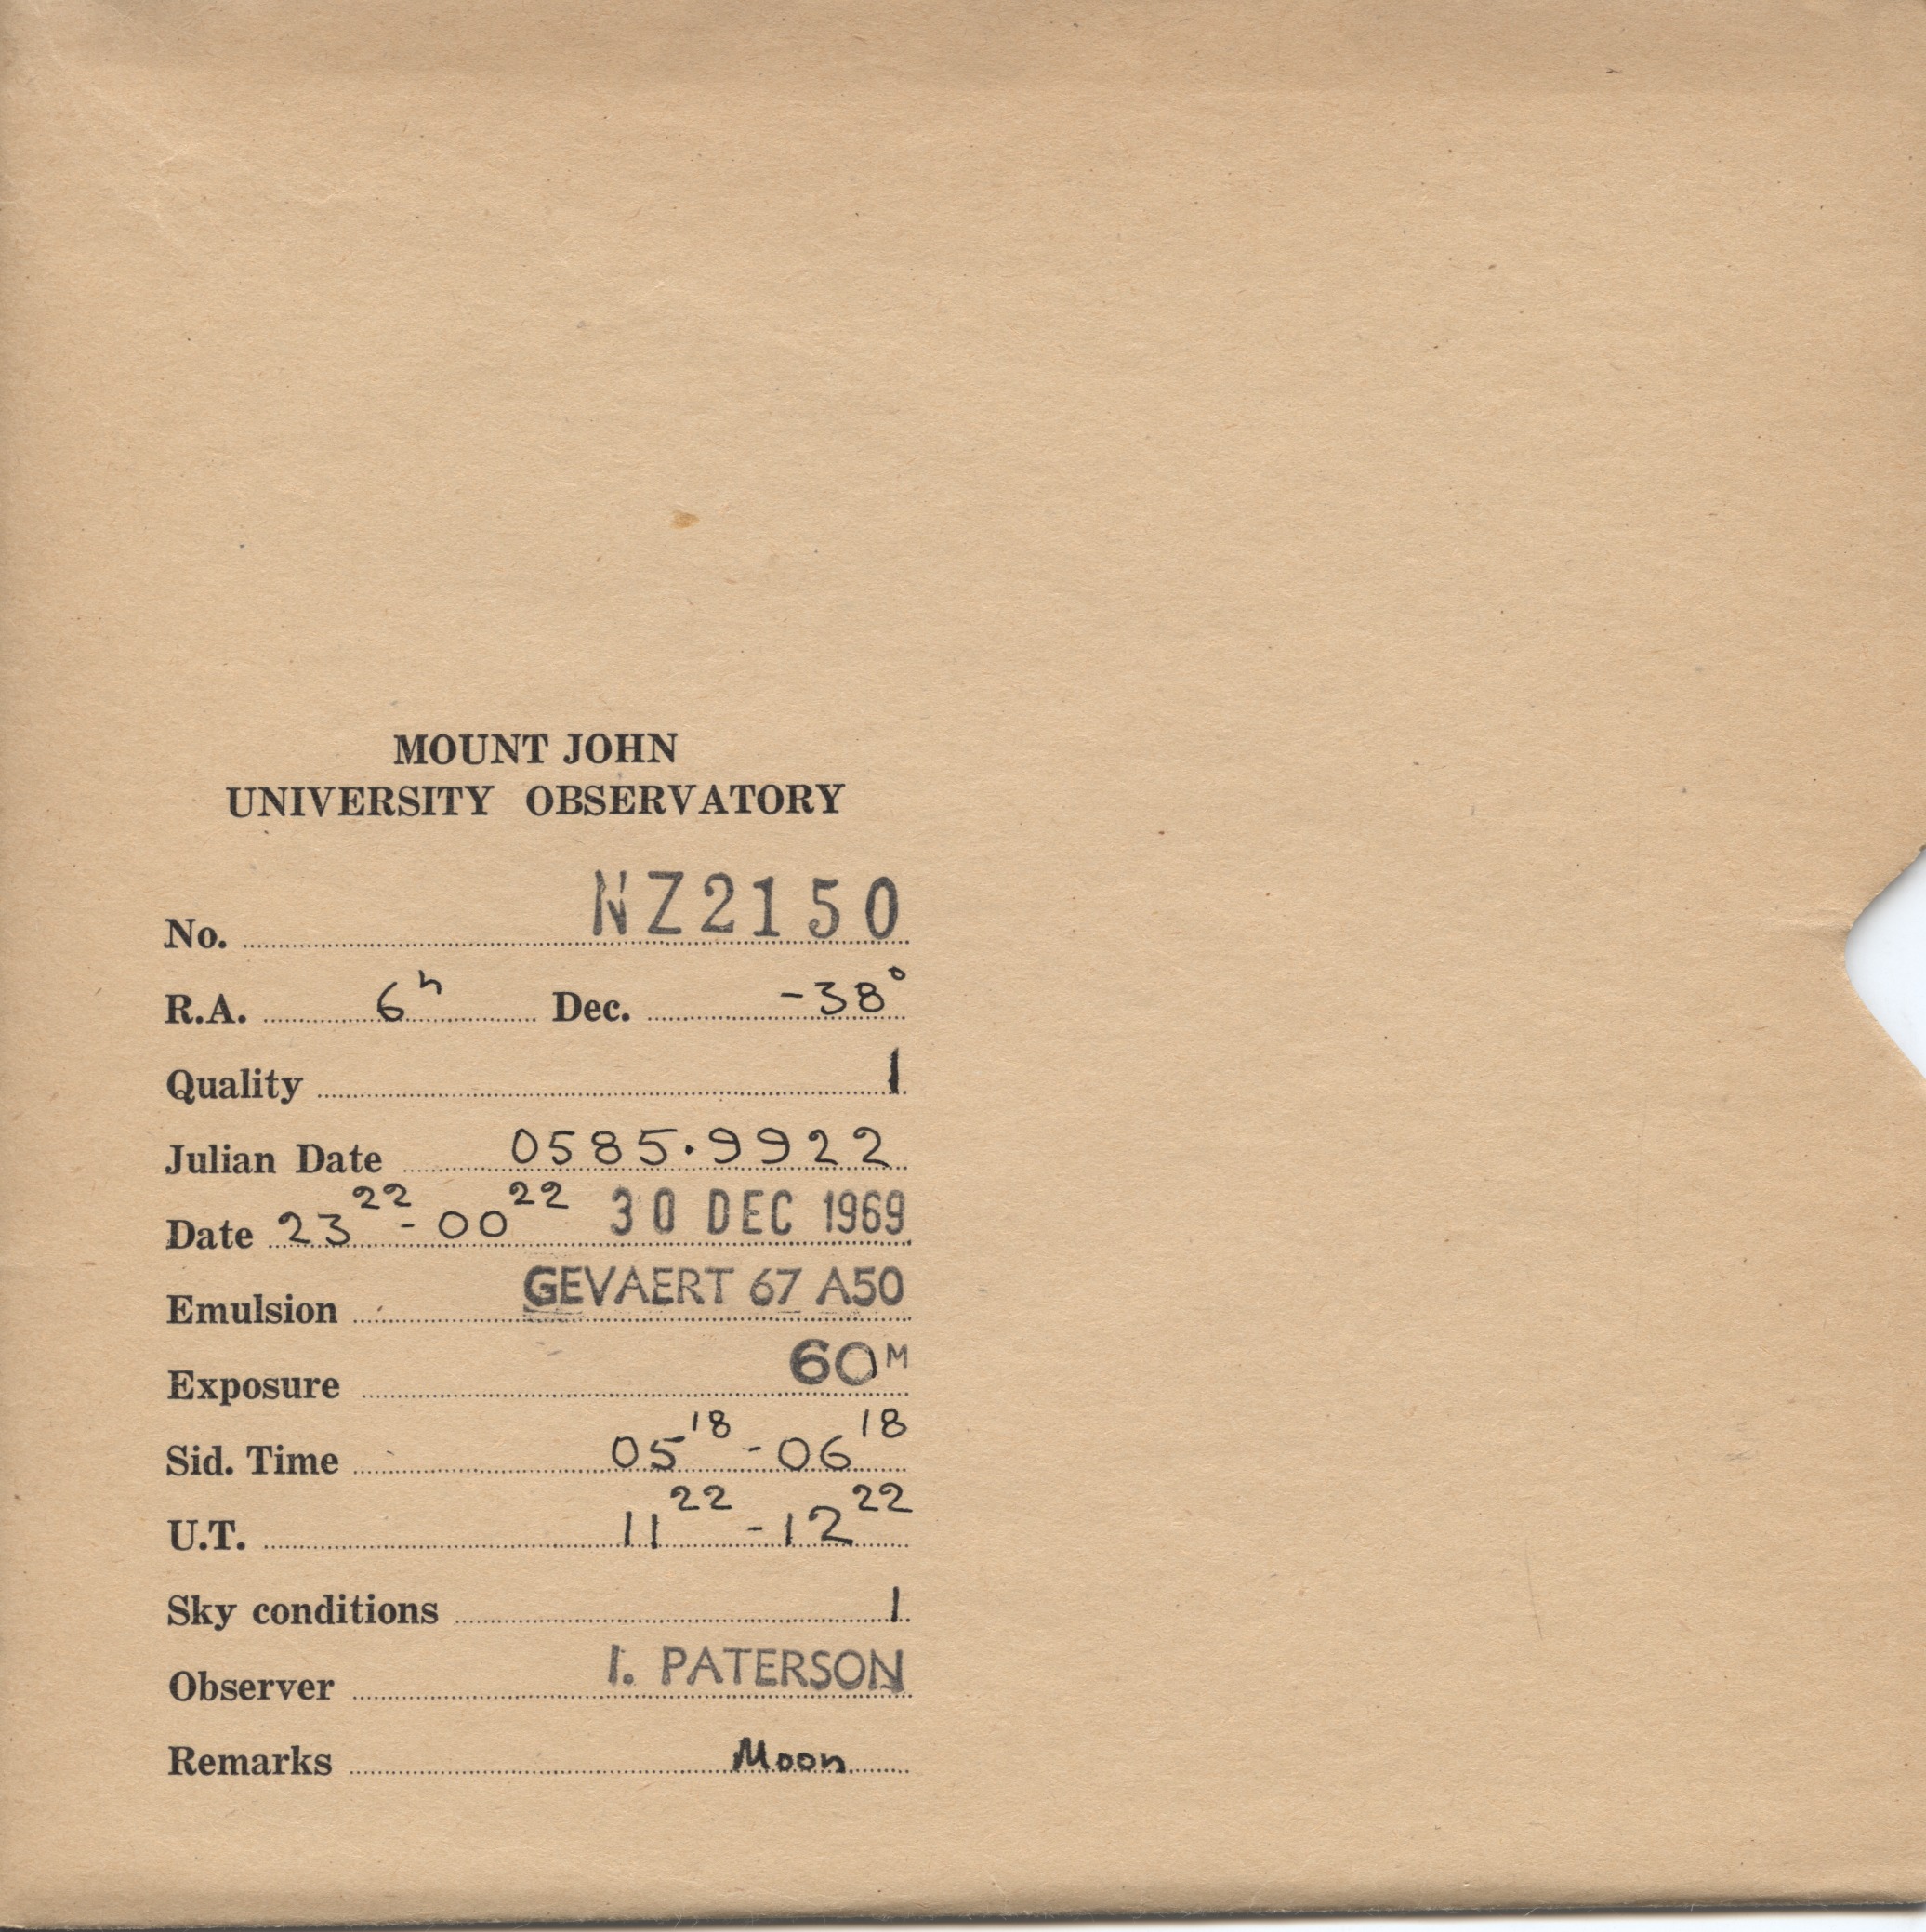 MOUNT JOHN
UNIVERSITY OBSERVATORY
No. NZ2150
R.A. 6h Dec. -38°
Quality 1
Julian Date 0585.9922
Date 23 22 - 00 22 30 DEC 1969
Emulsion GEVAERT 67 A50
Exposure 60M
Sid. Time 05 18 - 06 18
U.T. 11 22 - 12 22
Sky conditions 1
Observer I. PATERSON
Remarks Moon